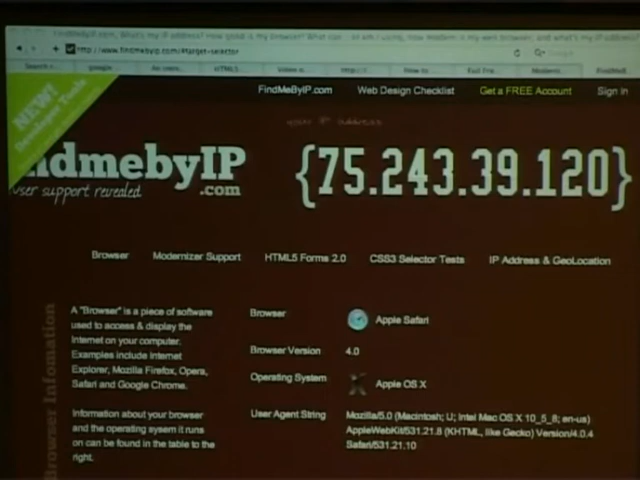 http://www.findmebyip.com/#target-selector
FindMeByIP.com Web Design Checklist Get a FREE Account Sign In
NEW!
Developer Tools
ndmebyIP
.com
user support revealed
{75.243.39.120}
Browser Modernizer Support HTML5 Forms 2.0 CSS3 Selector Tests IP Address & GeoLocation
Browser Infomation
A "Browser" is a piece of software
used to access & display the
Internet on your computer.
Examples include Internet
Explorer, Mozilla Firefox, Opera,
Safari and Google Chrome.
Browser Apple Safari
Browser Version 4.0
Operating System Apple OS X
Information about your browser
and the operating sysem it runs
on can be found in the table to the
right.
User Agent String Mozilla/5.0 (Macintosh; U; Intel Mac OS X 10_5_8; en-us)
AppleWebKit/531.21.8 (KHTML, like Gecko) Version/4.0.4
Safari/531.21.10